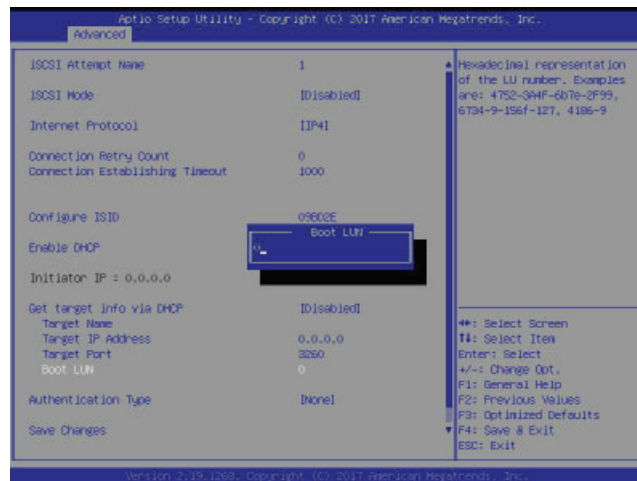 Aptio Setup Utility - Copyright (C) 2017 American Megatrends, Inc.
Advanced
iSCSI Attempt Name 1
iSCSI Mode [Disabled]
Internet Protocol [IP4]
Connection Retry Count 0
Connection Establishing Timeout 1000
Configure ISID 09BD2E
Enable DHCP
Initiator IP : 0.0.0.0
Get target info via DHCP [Disabled]
Target Name
Target IP Address 0.0.0.0
Target Port 3260
Boot LUN 0
Authentication Type [None]
Save Changes
Boot LUN
0_
Hexadecimal representation
of the LU number. Examples
are: 4752-3A4F-6b7e-2F99,
6734-9-156f-127, 4186-9
↔: Select Screen
↑↓: Select Item
Enter: Select
+/-: Change Opt.
F1: General Help
F2: Previous Values
F3: Optimized Defaults
F4: Save & Exit
ESC: Exit
Version 2.19.1268. Copyright (C) 2017 American Megatrends, Inc.